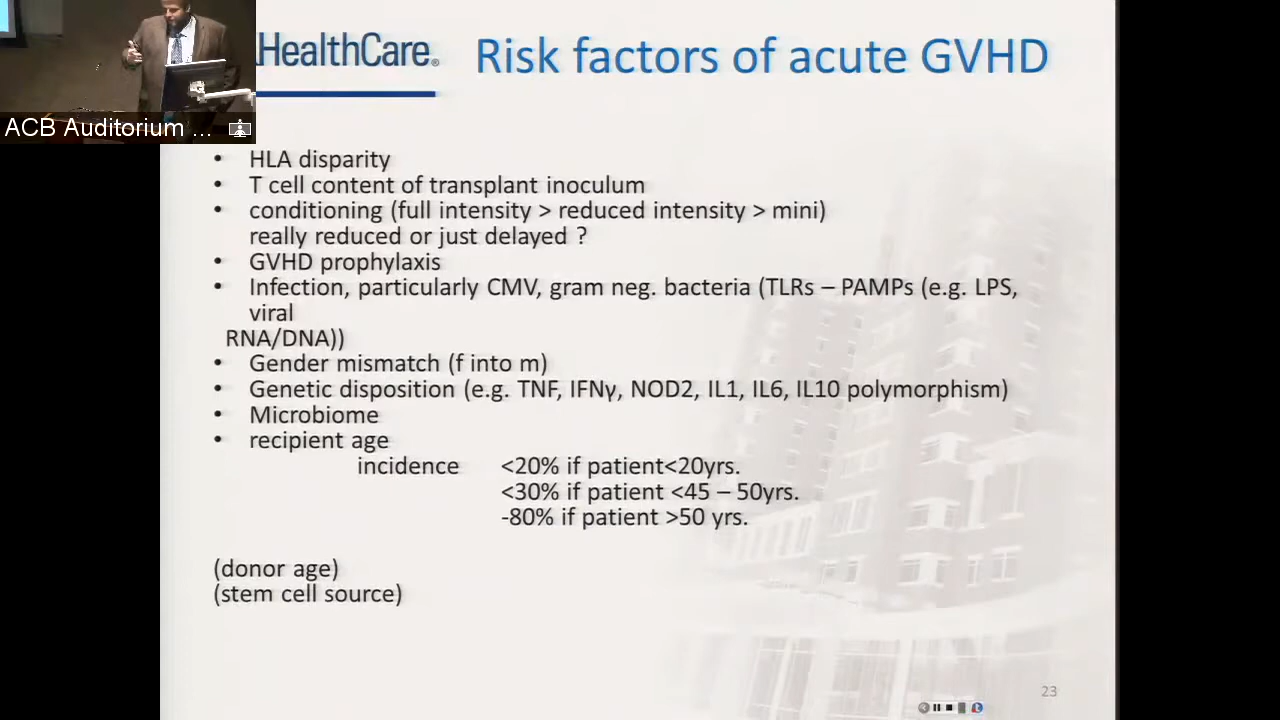 HealthCare®
Risk factors of acute GVHD
ACB Auditorium ...
• HLA disparity
• T cell content of transplant inoculum
• conditioning (full intensity > reduced intensity > mini)
really reduced or just delayed ?
• GVHD prophylaxis
• Infection, particularly CMV, gram neg. bacteria (TLRs – PAMPs (e.g. LPS,
viral
RNA/DNA))
• Gender mismatch (f into m)
• Genetic disposition (e.g. TNF, IFNγ, NOD2, IL1, IL6, IL10 polymorphism)
• Microbiome
• recipient age
incidence <20% if patient<20yrs.
<30% if patient <45 – 50yrs.
-80% if patient >50 yrs.
(donor age)
(stem cell source)
23